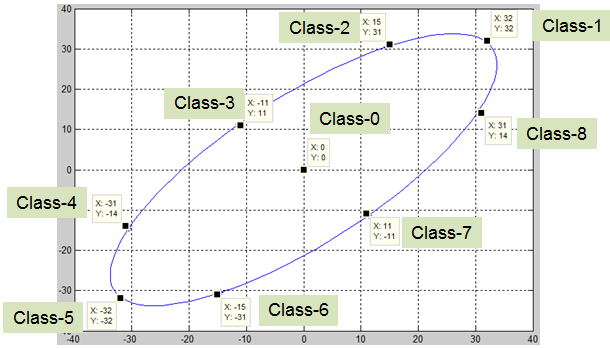 40
30
20
10
0
-10
-20
-30
-40
-40
-30
-20
-10
0
10
20
30
40
Class-2
X: 15
Y: 31
X: 32
Y: 32
Class-1
Class-3
X: -11
Y: 11
Class-0
X: 0
Y: 0
X: 31
Y: 14
Class-8
Class-4
X: -31
Y: -14
X: 11
Y: -11
Class-7
Class-5
X: -32
Y: -32
X: -15
Y: -31
Class-6